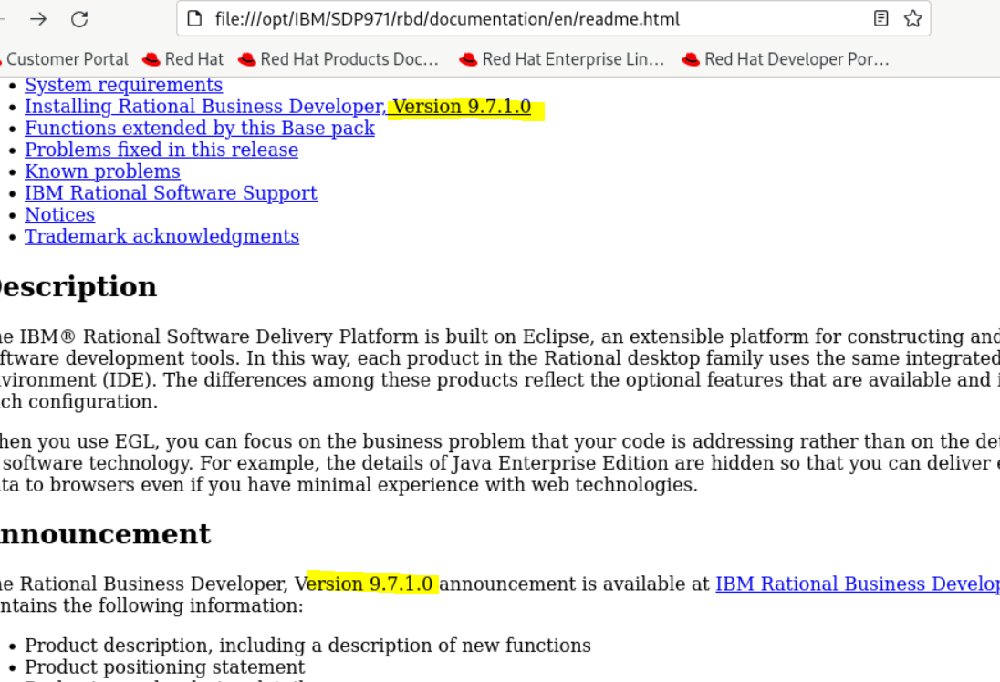 file:///opt/IBM/SDP971/rbd/documentation/en/readme.html
Customer Portal Red Hat Red Hat Products Doc… Red Hat Enterprise Lin… Red Hat Developer Por…
• System requirements
• Installing Rational Business Developer, Version 9.7.1.0
• Functions extended by this Base pack
• Problems fixed in this release
• Known problems
• IBM Rational Software Support
• Notices
• Trademark acknowledgments
escription
e IBM® Rational Software Delivery Platform is built on Eclipse, an extensible platform for constructing and
ftware development tools. In this way, each product in the Rational desktop family uses the same integrated
vironment (IDE). The differences among these products reflect the optional features that are available and i
ch configuration.
hen you use EGL, you can focus on the business problem that your code is addressing rather than on the det
software technology. For example, the details of Java Enterprise Edition are hidden so that you can deliver e
ta to browsers even if you have minimal experience with web technologies.
nnouncement
e Rational Business Developer, Version 9.7.1.0 announcement is available at IBM Rational Business Develop
ntains the following information:
• Product description, including a description of new functions
• Product positioning statement